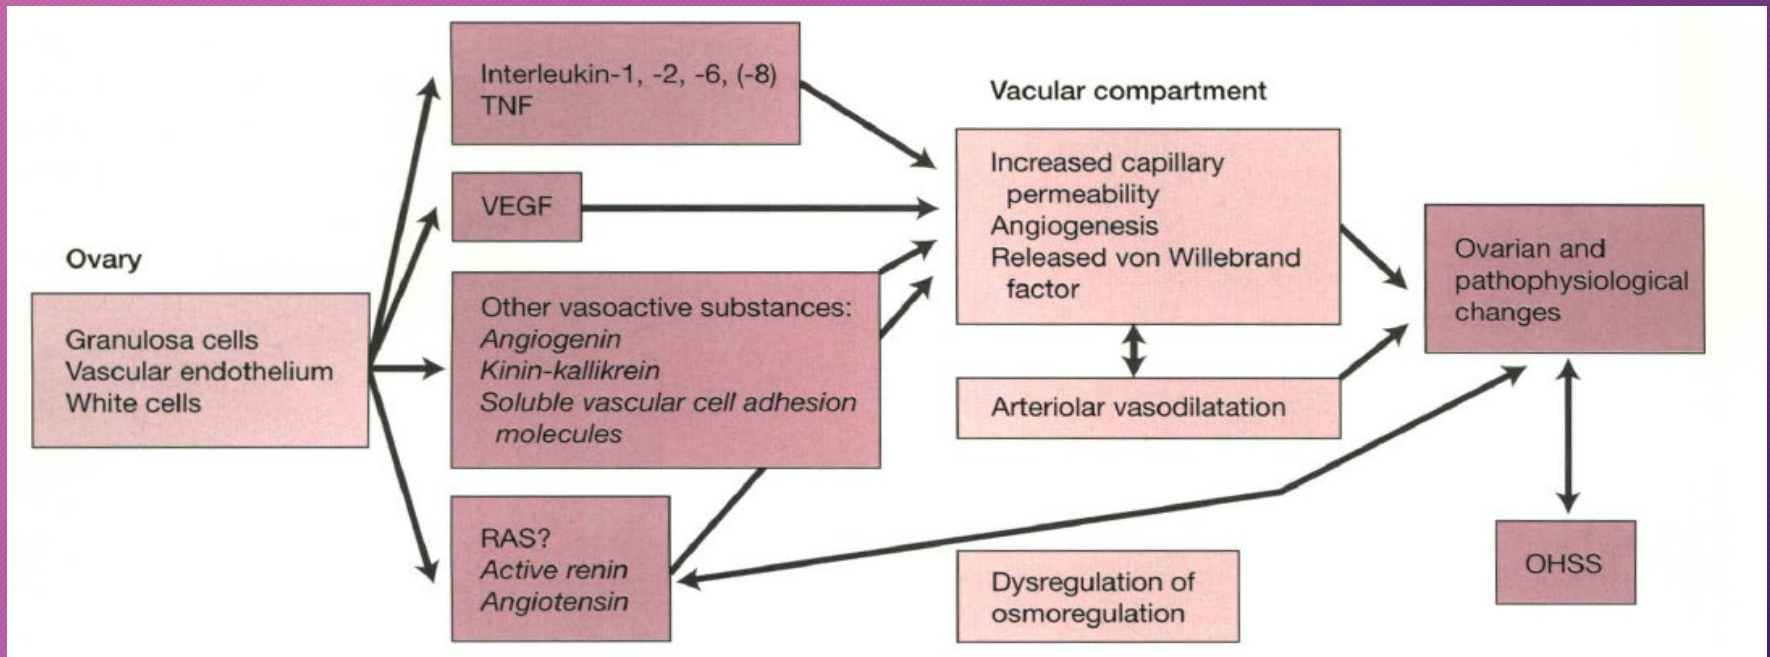 Ovary
Granulosa cells
Vascular endothelium
White cells
Interleukin-1, -2, -6, (-8)
TNF
VEGF
Other vasoactive substances:
Angiogenin
Kinin-kallikrein
Soluble vascular cell adhesion
molecules
RAS?
Active renin
Angiotensin
Vacular compartment
Increased capillary
permeability
Angiogenesis
Released von Willebrand
factor
Arteriolar vasodilatation
Dysregulation of
osmoregulation
Ovarian and
pathophysiological
changes
OHSS